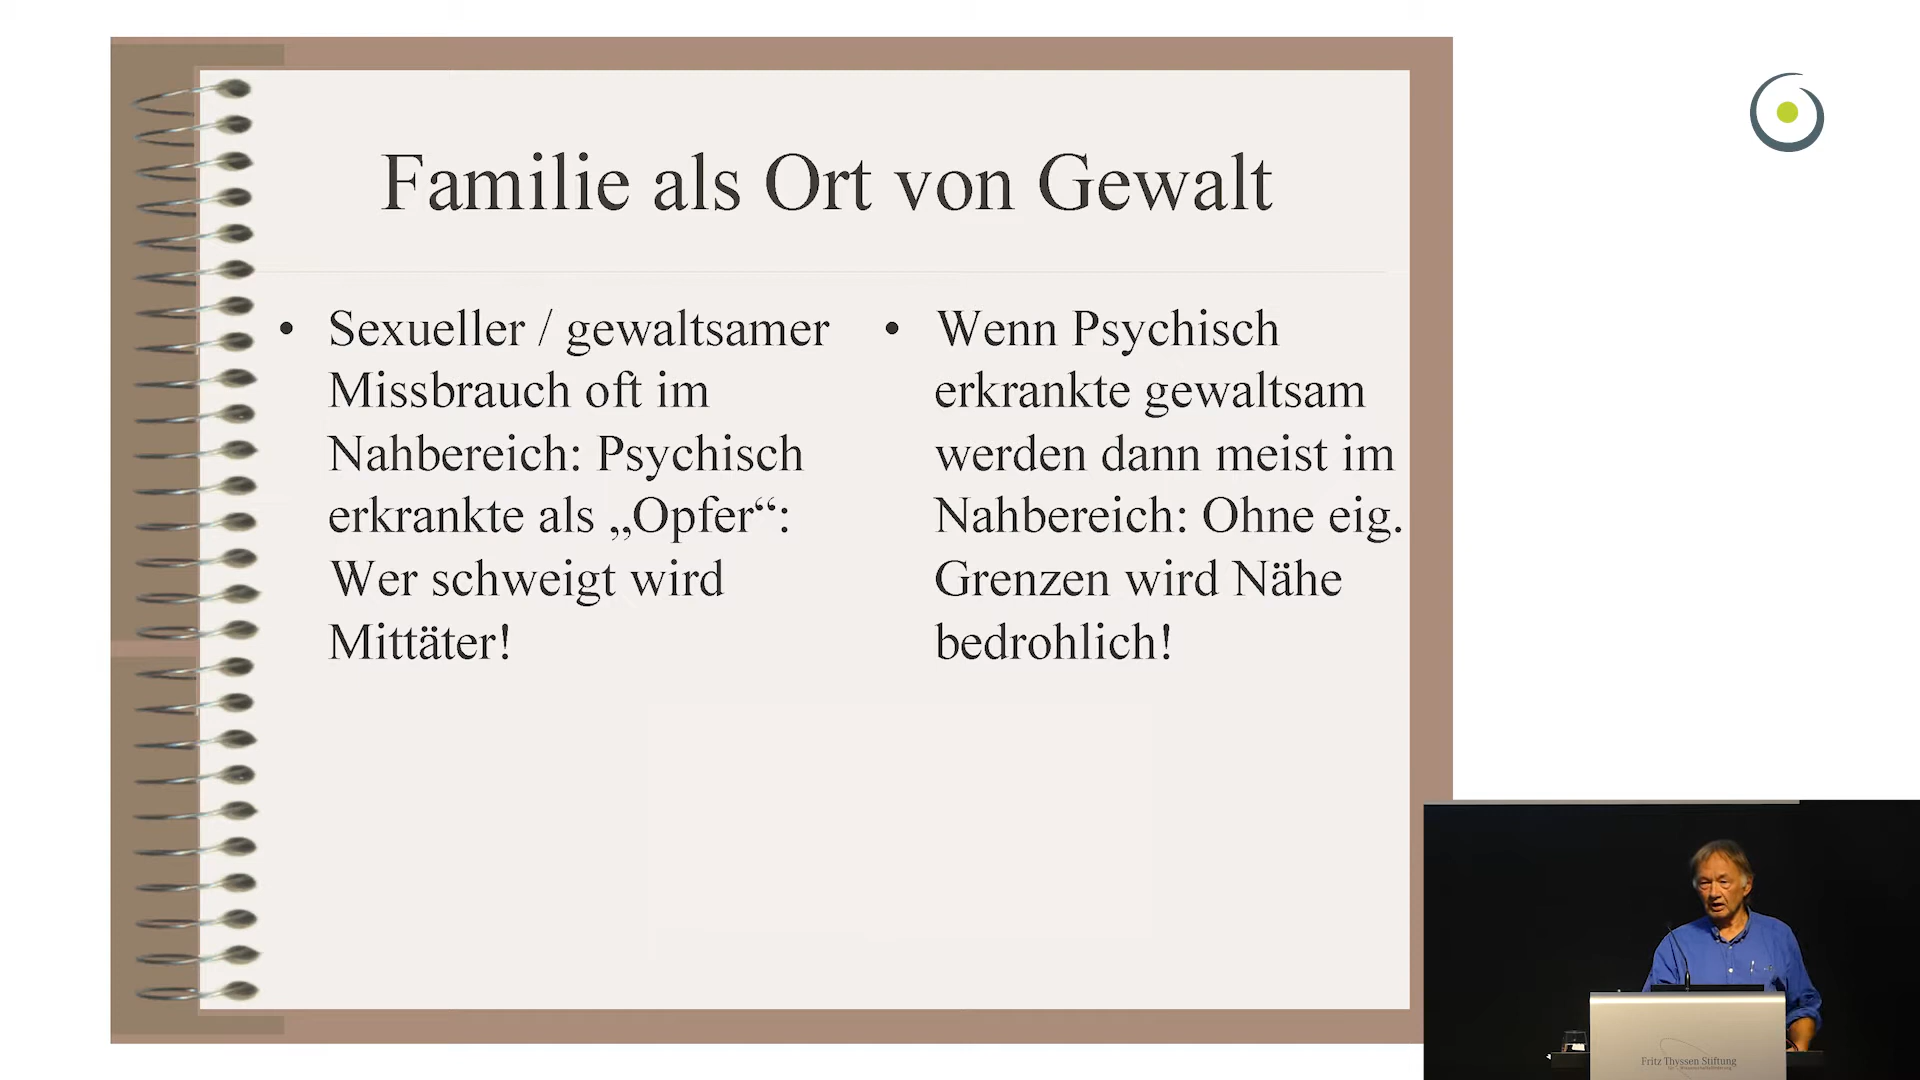 Familie als Ort von Gewalt
• Sexueller / gewaltsamer
Missbrauch oft im
Nahbereich: Psychisch
erkrankte als „Opfer“:
Wer schweigt wird
Mittäter!
• Wenn Psychisch
erkrankte gewaltsam
werden dann meist im
Nahbereich: Ohne eig.
Grenzen wird Nähe
bedrohlich!
Fritz Thyssen Stiftung